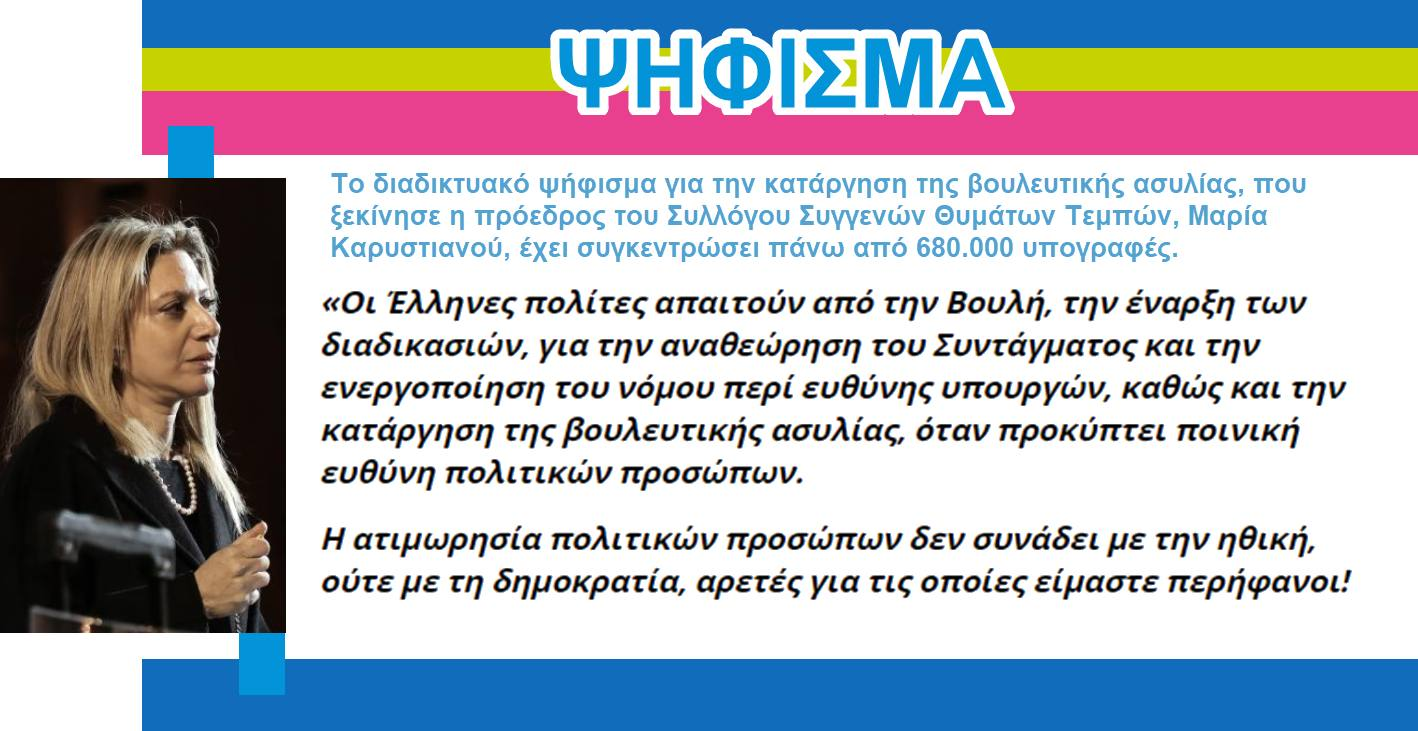 ΨΗΦΙΣΜΑ
Το διαδικτυακό ψήφισμα για την κατάργηση της βουλευτικής ασυλίας, που
ξεκίνησε η πρόεδρος του Συλλόγου Συγγενών Θυμάτων Τεμπών, Μαρία
Καρυστιανού, έχει συγκεντρώσει πάνω από 680.000 υπογραφές.
«Οι Έλληνες πολίτες απαιτούν από την Βουλή, την έναρξη των
διαδικασιών, για την αναθεώρηση του Συντάγματος και την
ενεργοποίηση του νόμου περί ευθύνης υπουργών, καθώς και την
κατάργηση της βουλευτικής ασυλίας, όταν προκύπτει ποινική
ευθύνη πολιτικών προσώπων.
Η ατιμωρησία πολιτικών προσώπων δεν συνάδει με την ηθική,
ούτε με τη δημοκρατία, αρετές για τις οποίες είμαστε περήφανοι!